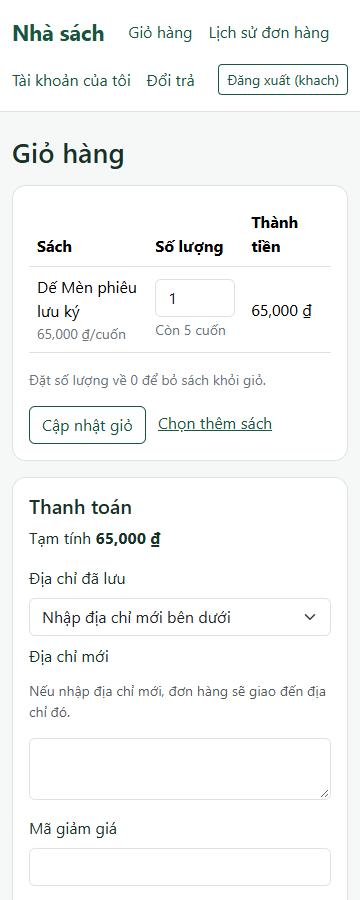 Nhà sách
Giỏ hàng
Lịch sử đơn hàng
Tài khoản của tôi
Đổi trả
Đăng xuất (khach)
Giỏ hàng
Sách
Số lượng
Thành
tiền
Dế Mèn phiêu
lưu ký
65,000 ₫/cuốn
1
Còn 5 cuốn
65,000 ₫
Đặt số lượng về 0 để bỏ sách khỏi giỏ.
Cập nhật giỏ
Chọn thêm sách
Thanh toán
Tạm tính 65,000 ₫
Địa chỉ đã lưu
Nhập địa chỉ mới bên dưới
Địa chỉ mới
Nếu nhập địa chỉ mới, đơn hàng sẽ giao đến địa
chỉ đó.
Mã giảm giá